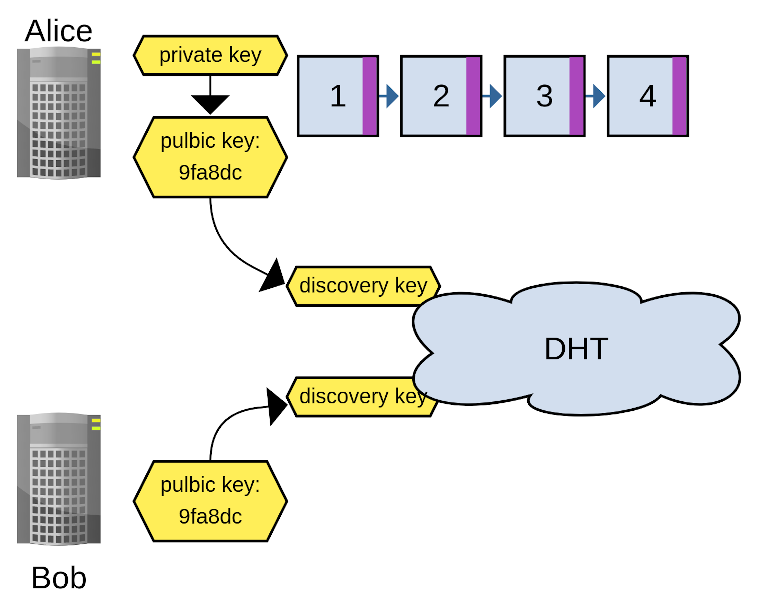 Alice
private key
1 2 3 4
pulbic key:
9fa8dc
discovery key
DHT
discovery key
pulbic key:
9fa8dc
Bob